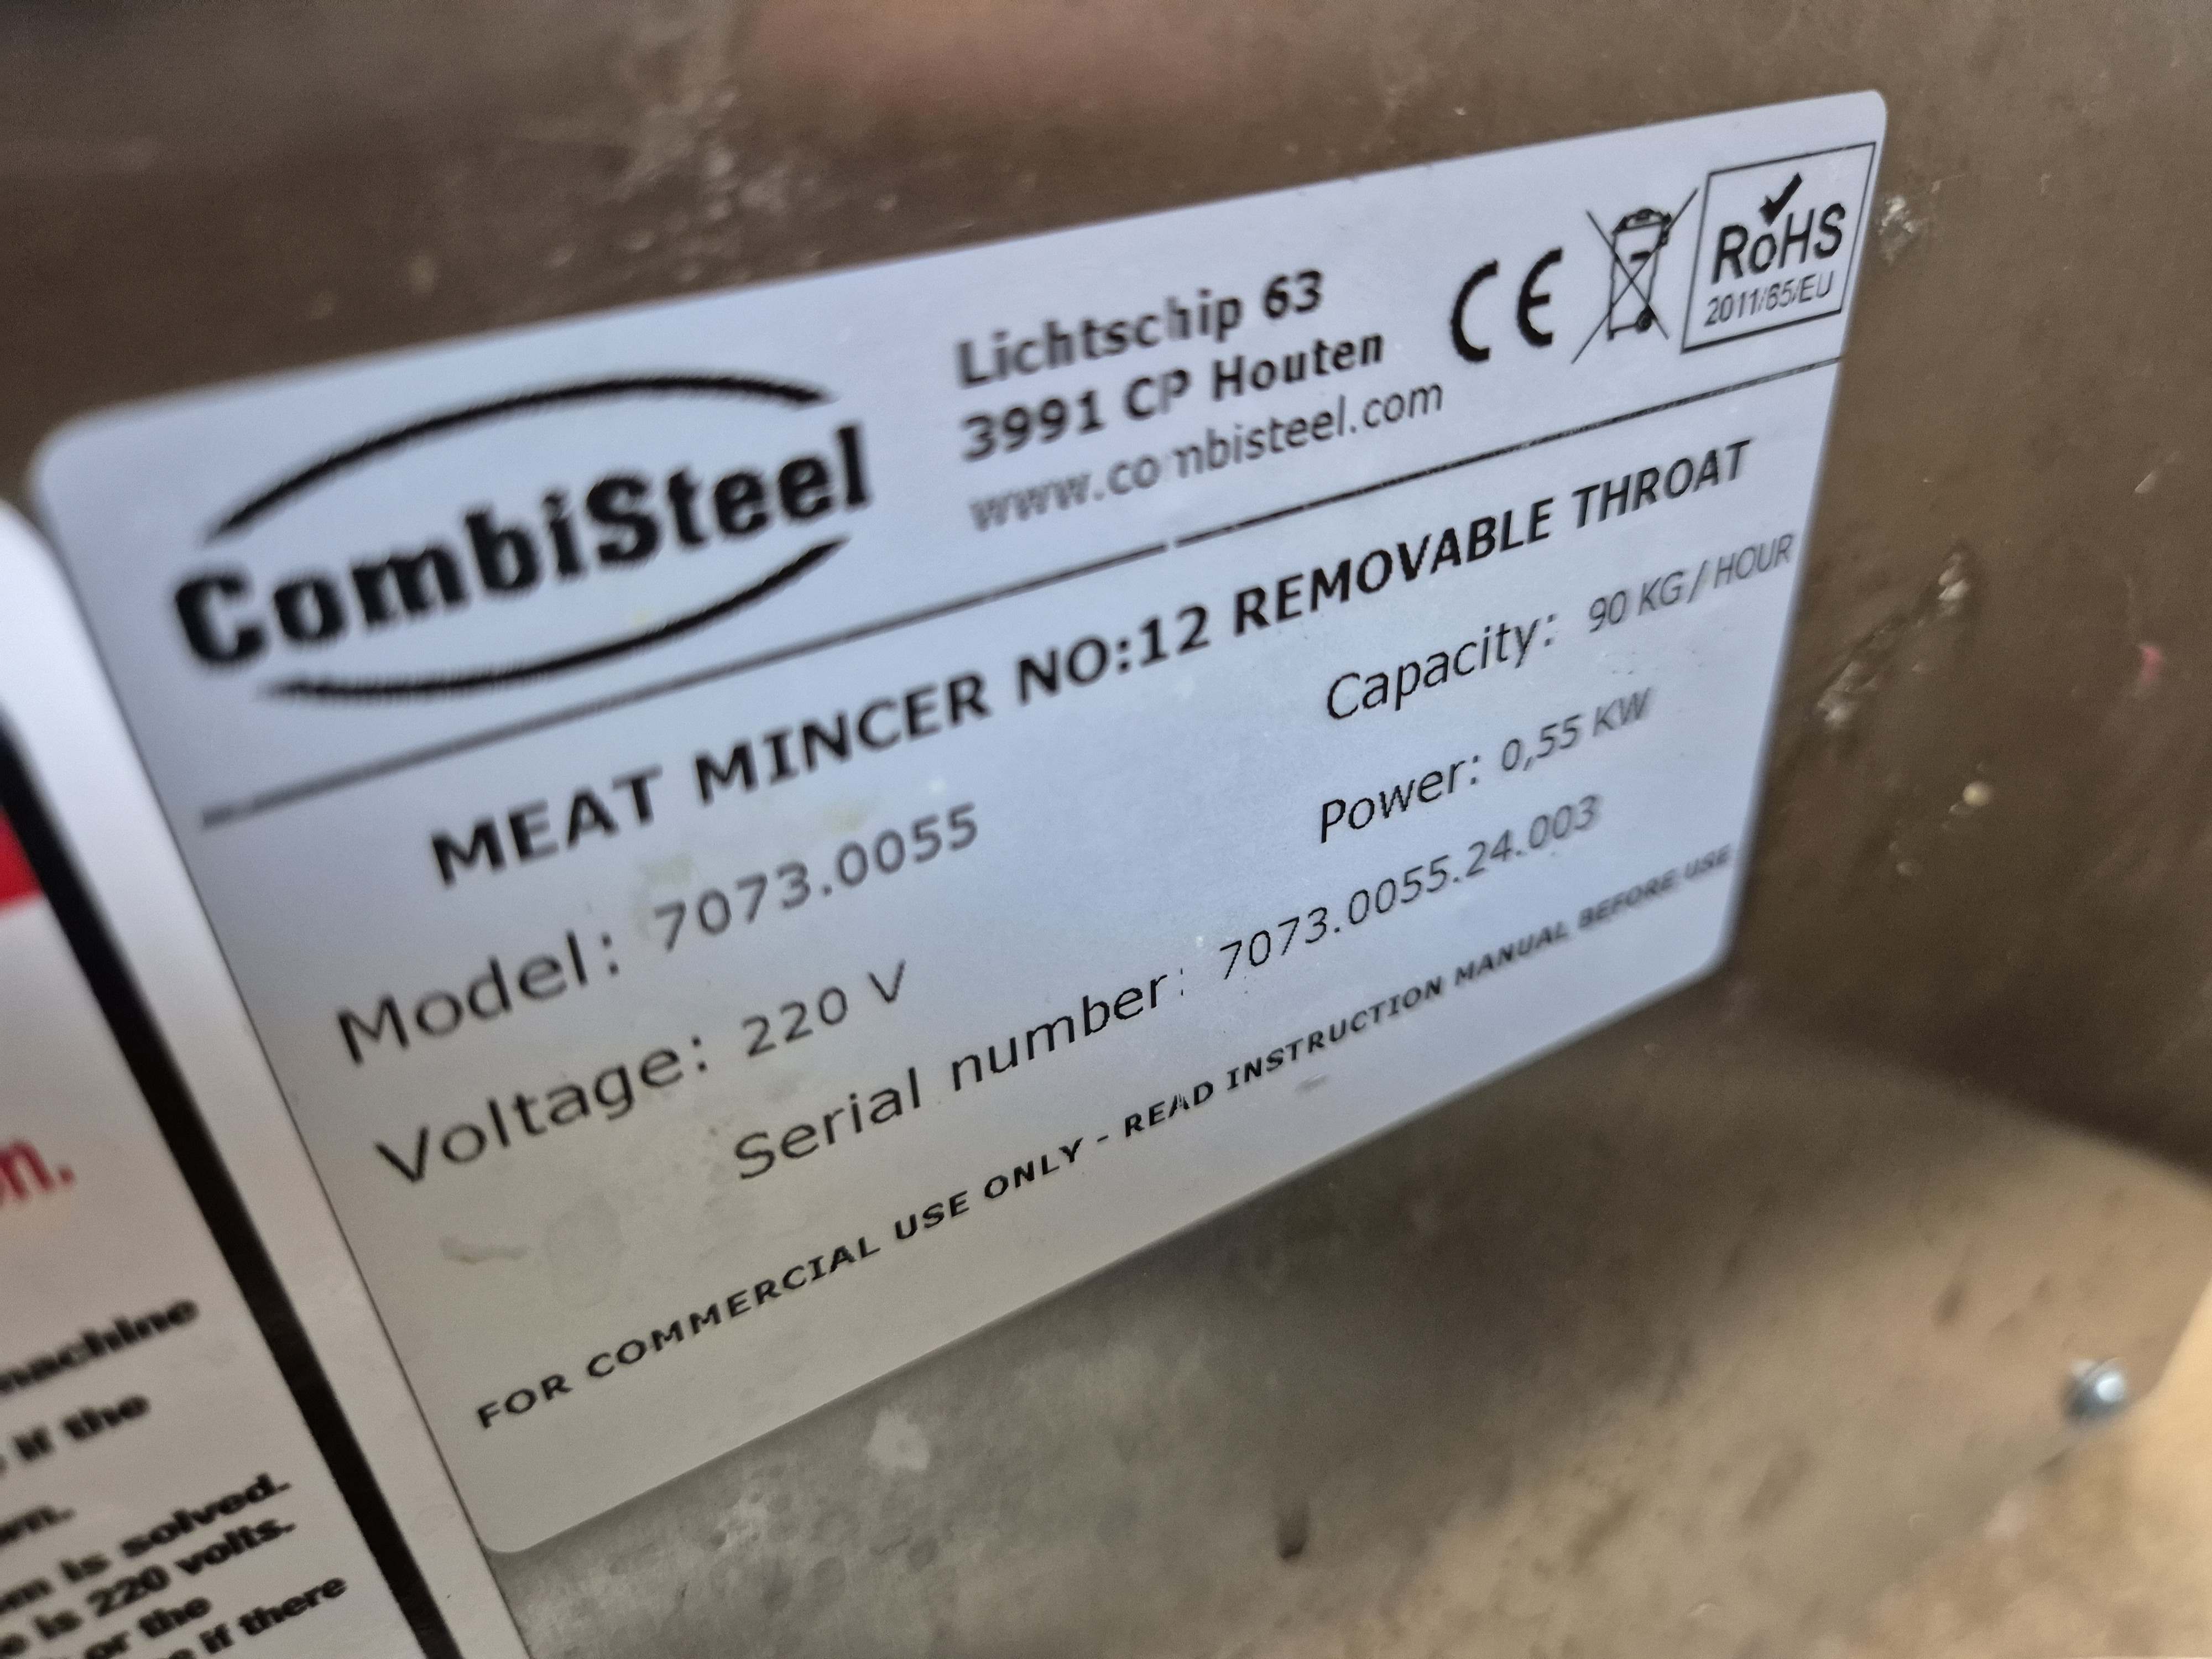 CombiSteel
Lichtschip 63
3991 CP Houten
www.combisteel.com
CE
RoHS
2011/65/EU
MEAT MINCER NO:12 REMOVABLE THROAT
Model: 7073.0055
Capacity: 90 KG/HOUR
Voltage: 220 V
Power: 0,55 KW
Serial number: 7073.0055.24.003
FOR COMMERCIAL USE ONLY - READ INSTRUCTION MANUAL BEFORE USE
machine
if the
is solved.
is 220 volts.
or the
if there